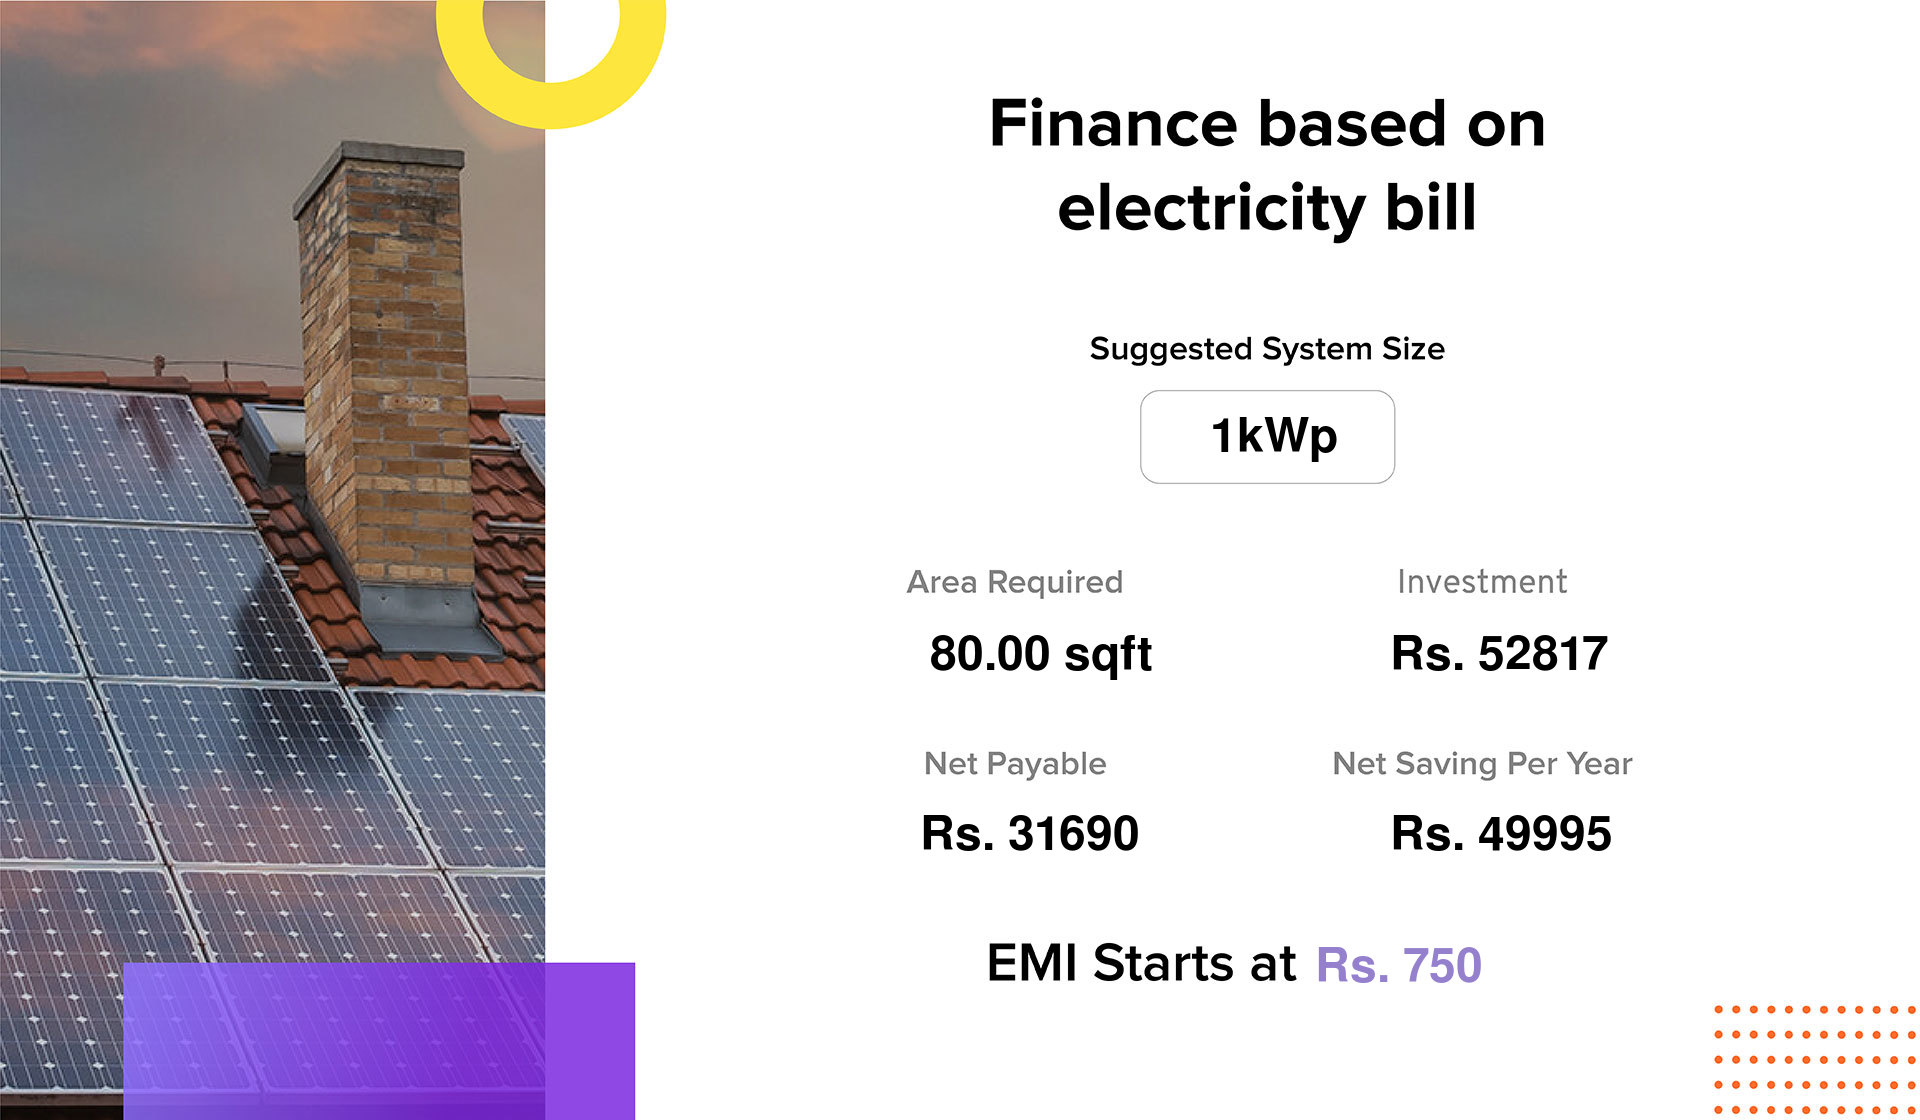 Finance based on
electricity bill
Suggested System Size
1kWp
Area Required
80.00 sqft
Investment
Rs. 52817
Net Payable
Rs. 31690
Net Saving Per Year
Rs. 49995
EMI Starts at Rs. 750